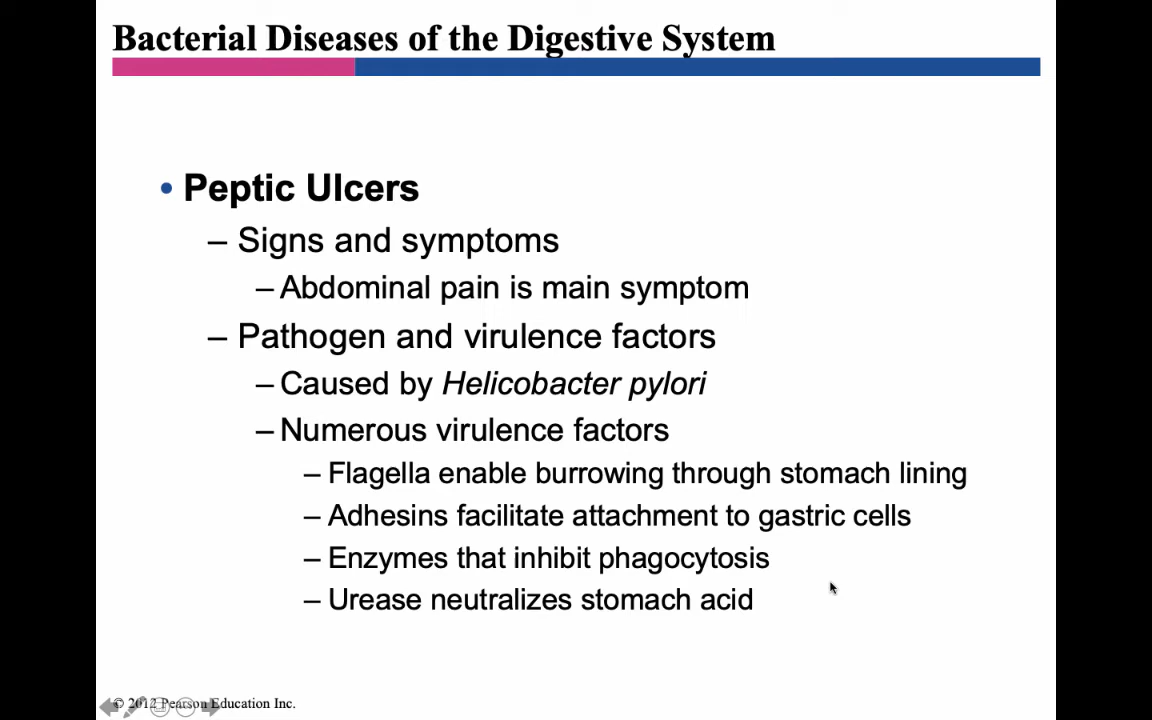 Bacterial Diseases of the Digestive System
• Peptic Ulcers
– Signs and symptoms
– Abdominal pain is main symptom
– Pathogen and virulence factors
– Caused by Helicobacter pylori
– Numerous virulence factors
– Flagella enable burrowing through stomach lining
– Adhesins facilitate attachment to gastric cells
– Enzymes that inhibit phagocytosis
– Urease neutralizes stomach acid
© 2012 Pearson Education Inc.